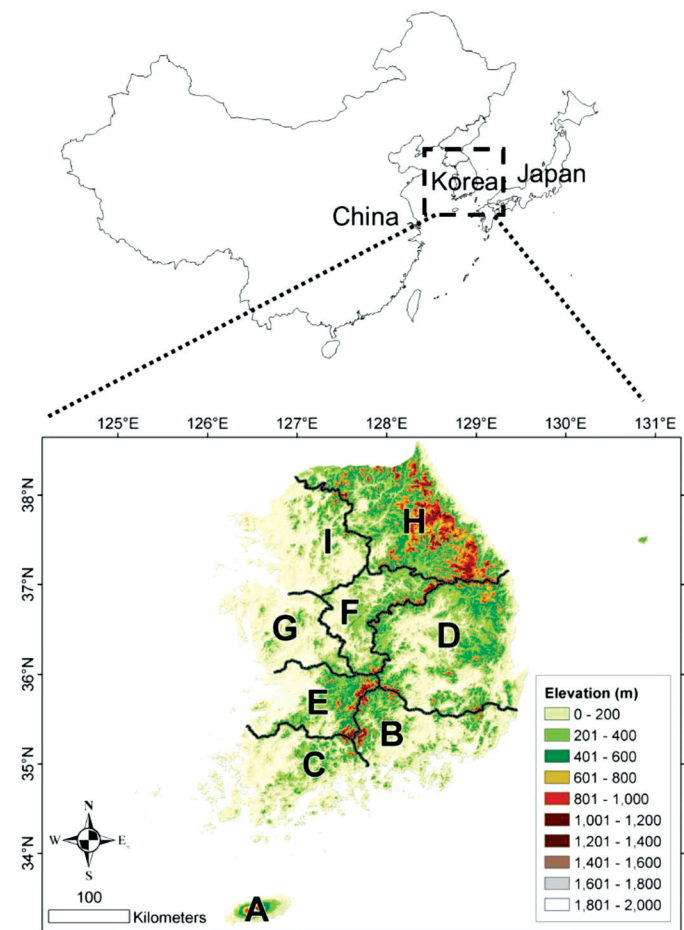 Korea
Japan
China
125°E 126°E 127°E 128°E 129°E 130°E 131°E
38°N
37°N
36°N
35°N
34°N
H
I
F
G
D
E
B
C
A
N
W E
S
100
Kilometers
Elevation (m)
0 - 200
201 - 400
401 - 600
601 - 800
801 - 1,000
1,001 - 1,200
1,201 - 1,400
1,401 - 1,600
1,601 - 1,800
1,801 - 2,000